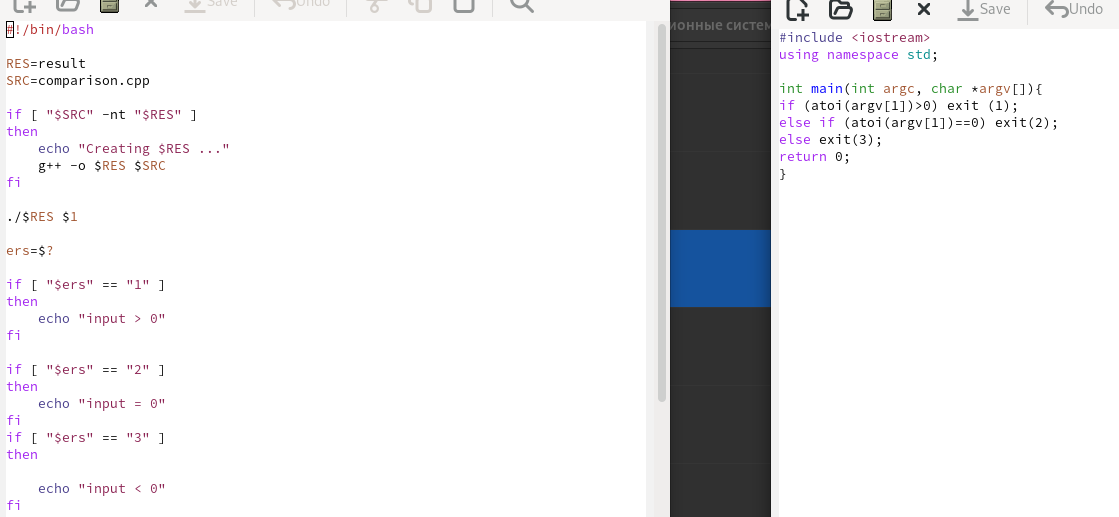 Save
Undo
#!/bin/bash
RES=result
SRC=comparison.cpp
if [ "$SRC" -nt "$RES" ]
then
    echo "Creating $RES ..."
    g++ -o $RES $SRC
fi
./$RES $1
ers=$?
if [ "$ers" == "1" ]
then
    echo "input > 0"
fi
if [ "$ers" == "2" ]
then
    echo "input = 0"
fi
if [ "$ers" == "3" ]
then
    echo "input < 0"
fi
ионные систем
Save
Undo
#include <iostream>
using namespace std;
int main(int argc, char *argv[]){
if (atoi(argv[1])>0) exit (1);
else if (atoi(argv[1])==0) exit(2);
else exit(3);
return 0;
}